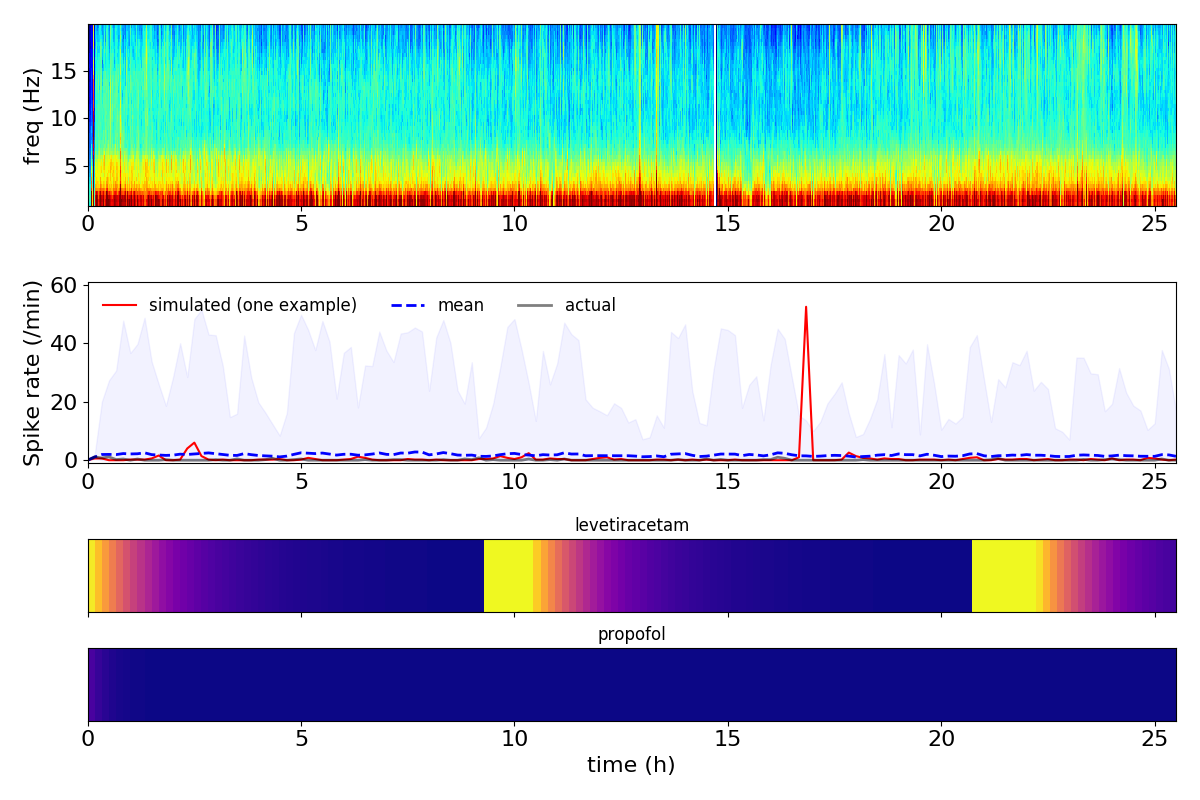 freq (Hz)
15
10
5
0 5 10 15 20 25
Spike rate (/min)
60
40
20
0
simulated (one example) mean actual
0 5 10 15 20 25
levetiracetam
propofol
0 5 10 15 20 25
time (h)